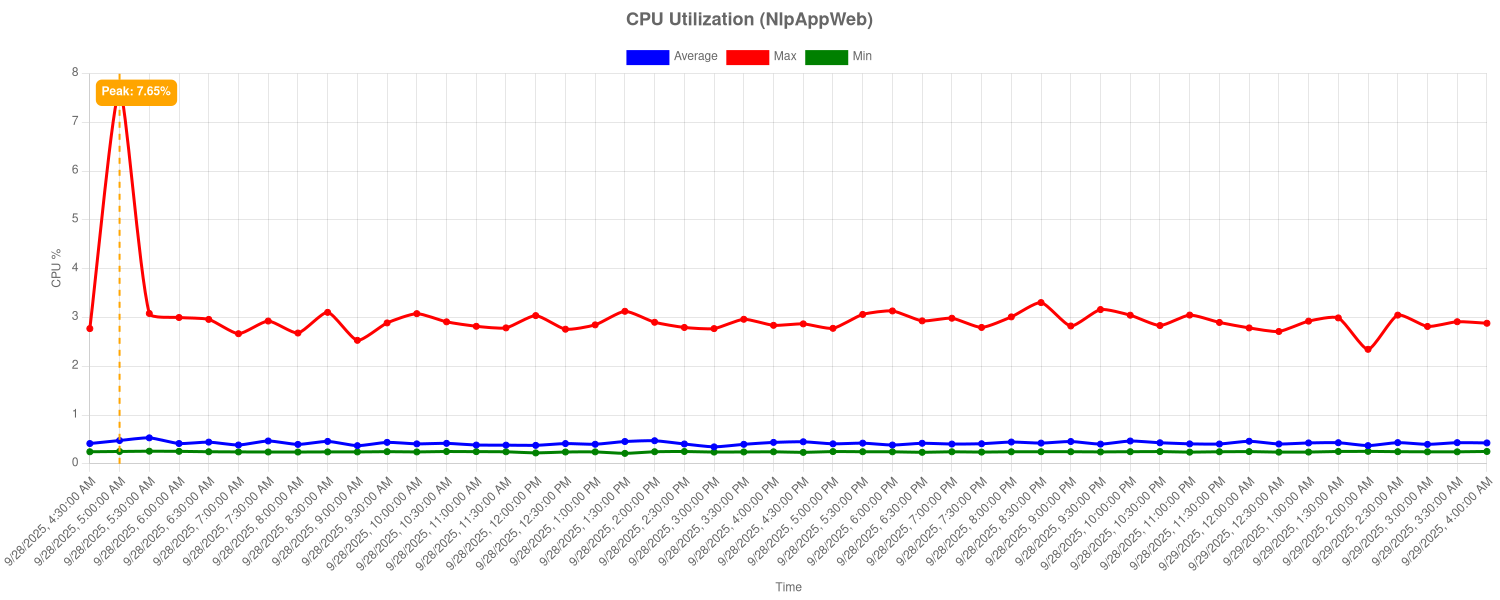 CPU Utilization (NlpAppWeb)
Average Max Min
Peak: 7.65%
8
7
6
5
4
3
2
1
0
CPU %
9/28/2025, 4:30:00 AM
9/28/2025, 5:00:00 AM
9/28/2025, 5:30:00 AM
9/28/2025, 6:00:00 AM
9/28/2025, 6:30:00 AM
9/28/2025, 7:00:00 AM
9/28/2025, 7:30:00 AM
9/28/2025, 8:00:00 AM
9/28/2025, 8:30:00 AM
9/28/2025, 9:00:00 AM
9/28/2025, 9:30:00 AM
9/28/2025, 10:00:00 AM
9/28/2025, 10:30:00 AM
9/28/2025, 11:00:00 AM
9/28/2025, 11:30:00 AM
9/28/2025, 12:00:00 PM
9/28/2025, 12:30:00 PM
9/28/2025, 1:00:00 PM
9/28/2025, 1:30:00 PM
9/28/2025, 2:00:00 PM
9/28/2025, 2:30:00 PM
9/28/2025, 3:00:00 PM
9/28/2025, 3:30:00 PM
9/28/2025, 4:00:00 PM
9/28/2025, 4:30:00 PM
9/28/2025, 5:00:00 PM
9/28/2025, 5:30:00 PM
9/28/2025, 6:00:00 PM
9/28/2025, 6:30:00 PM
9/28/2025, 7:00:00 PM
9/28/2025, 7:30:00 PM
9/28/2025, 8:00:00 PM
9/28/2025, 8:30:00 PM
9/28/2025, 9:00:00 PM
9/28/2025, 9:30:00 PM
9/28/2025, 10:00:00 PM
9/28/2025, 10:30:00 PM
9/28/2025, 11:00:00 PM
9/28/2025, 11:30:00 PM
9/29/2025, 12:00:00 AM
9/29/2025, 12:30:00 AM
9/29/2025, 1:00:00 AM
9/29/2025, 1:30:00 AM
9/29/2025, 2:00:00 AM
9/29/2025, 2:30:00 AM
9/29/2025, 3:00:00 AM
9/29/2025, 3:30:00 AM
9/29/2025, 4:00:00 AM
Time